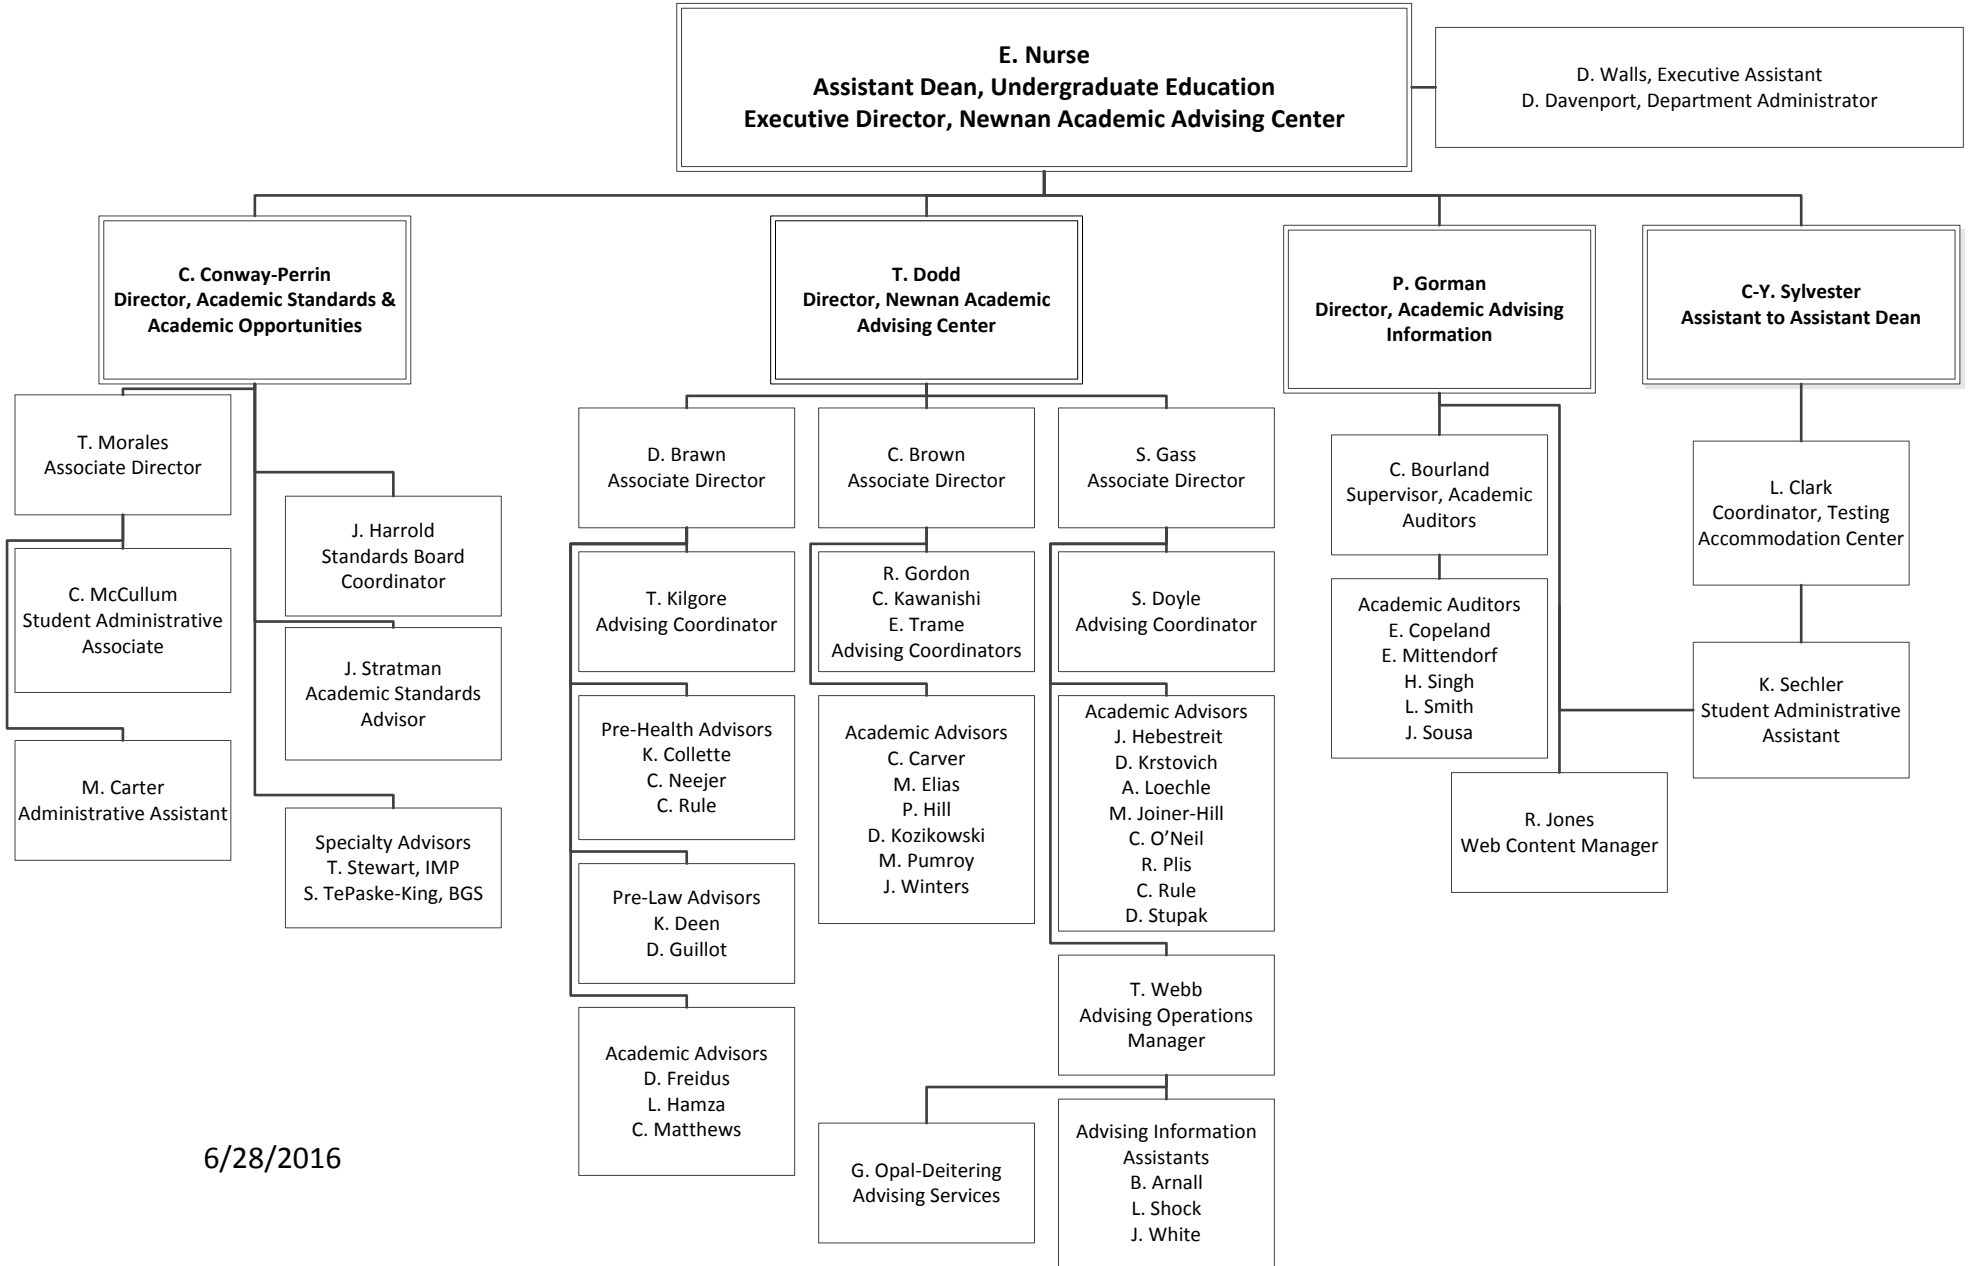 E. Nurse
Assistant Dean, Undergraduate Education
Executive Director, Newnan Academic Advising Center
D. Walls, Executive Assistant
D. Davenport, Department Administrator
C. Conway-Perrin
Director, Academic Standards &
Academic Opportunities
T. Dodd
Director, Newnan Academic
Advising Center
P. Gorman
Director, Academic Advising
Information
C-Y. Sylvester
Assistant to Assistant Dean
T. Morales
Associate Director
J. Harrold
Standards Board
Coordinator
C. McCullum
Student Administrative
Associate
J. Stratman
Academic Standards
Advisor
M. Carter
Administrative Assistant
Specialty Advisors
T. Stewart, IMP
S. TePaske-King, BGS
D. Brawn
Associate Director
T. Kilgore
Advising Coordinator
Pre-Health Advisors
K. Collette
C. Neejer
C. Rule
Pre-Law Advisors
K. Deen
D. Guillot
Academic Advisors
D. Freidus
L. Hamza
C. Matthews
C. Brown
Associate Director
R. Gordon
C. Kawanishi
E. Trame
Advising Coordinators
Academic Advisors
C. Carver
M. Elias
P. Hill
D. Kozikowski
M. Pumroy
J. Winters
S. Gass
Associate Director
S. Doyle
Advising Coordinator
Academic Advisors
J. Hebestreit
D. Krstovich
A. Loechle
M. Joiner-Hill
C. O’Neil
R. Plis
C. Rule
D. Stupak
T. Webb
Advising Operations
Manager
G. Opal-Deitering
Advising Services
Advising Information
Assistants
B. Arnall
L. Shock
J. White
C. Bourland
Supervisor, Academic
Auditors
Academic Auditors
E. Copeland
E. Mittendorf
H. Singh
L. Smith
J. Sousa
R. Jones
Web Content Manager
L. Clark
Coordinator, Testing
Accommodation Center
K. Sechler
Student Administrative
Assistant
6/28/2016